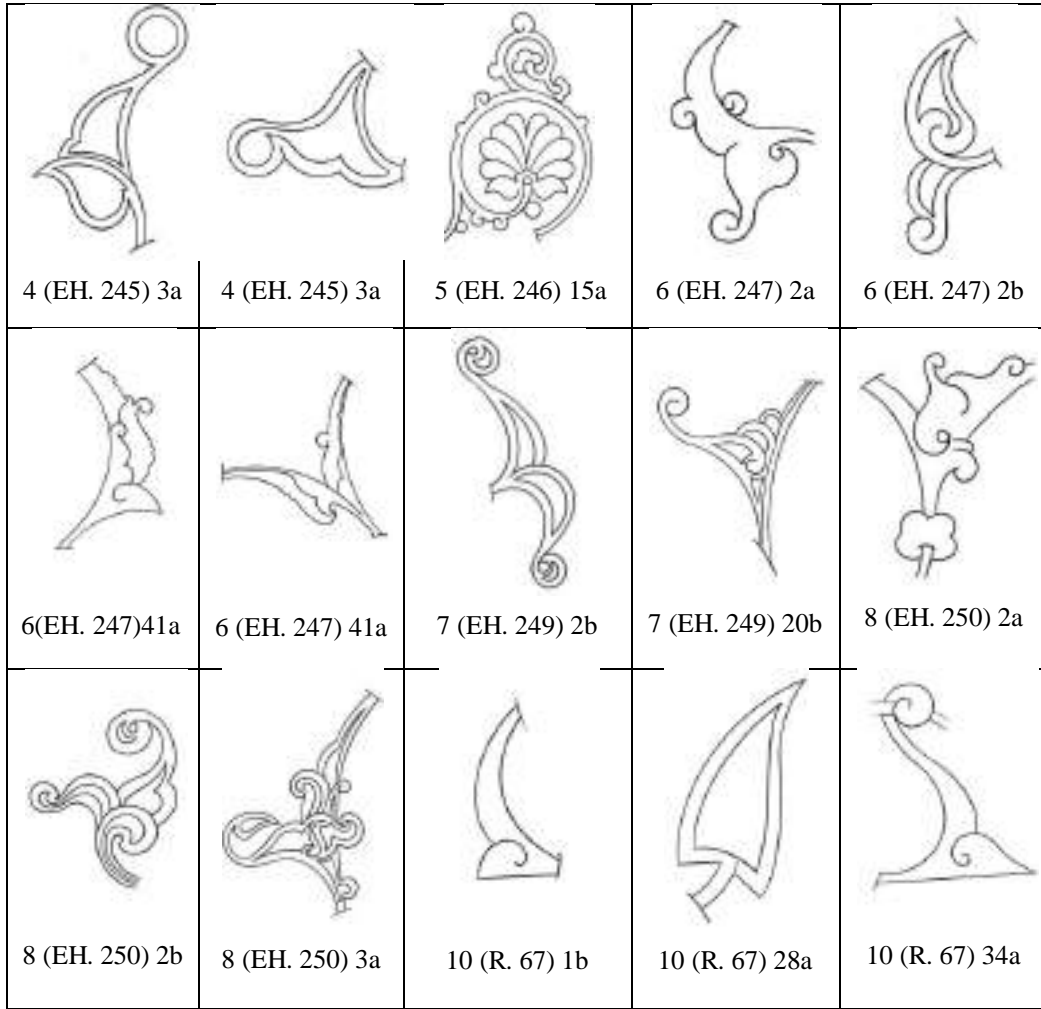 4 (EH. 245) 3a
4 (EH. 245) 3a
5 (EH. 246) 15a
6 (EH. 247) 2a
6 (EH. 247) 2b
6(EH. 247)41a
6 (EH. 247) 41a
7 (EH. 249) 2b
7 (EH. 249) 20b
8 (EH. 250) 2a
8 (EH. 250) 2b
8 (EH. 250) 3a
10 (R. 67) 1b
10 (R. 67) 28a
10 (R. 67) 34a